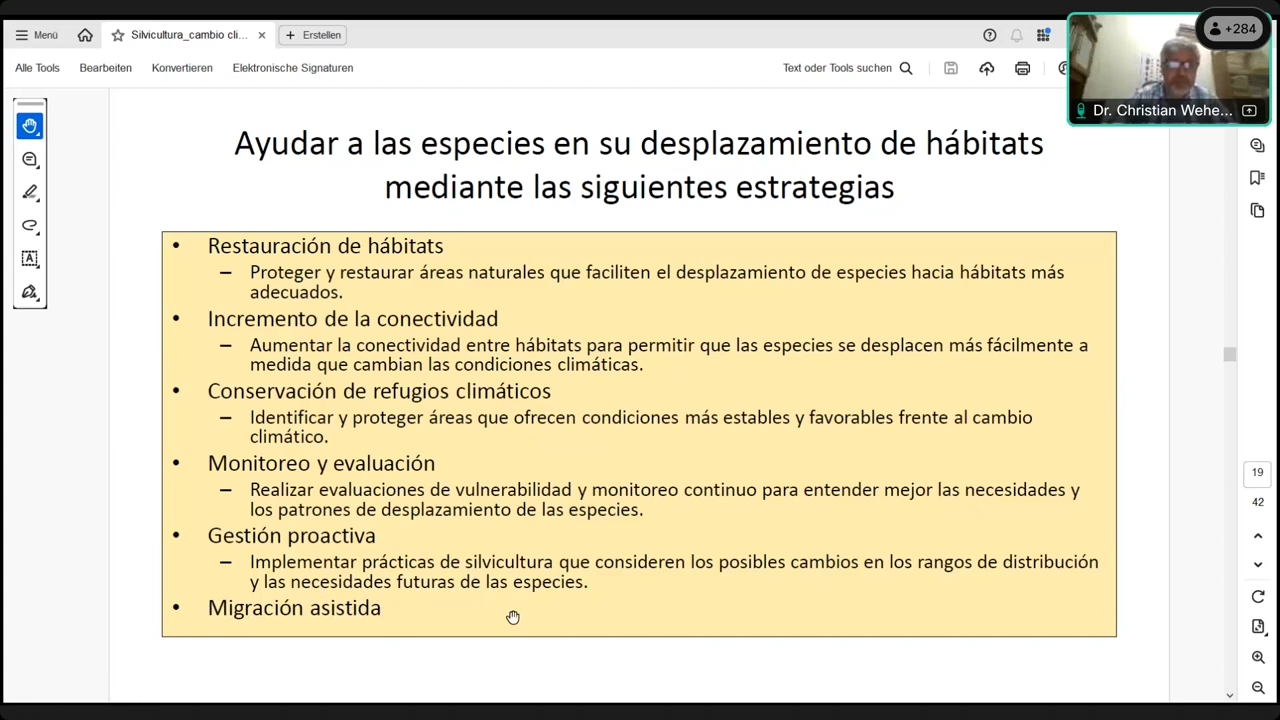 Menú
Silvicultura_cambio cli...
Erstellen
+284
Alle Tools
Bearbeiten
Konvertieren
Elektronische Signaturen
Text oder Tools suchen
Dr. Christian Wehe...
Ayudar a las especies en su desplazamiento de hábitats
mediante las siguientes estrategias
• Restauración de hábitats
– Proteger y restaurar áreas naturales que faciliten el desplazamiento de especies hacia hábitats más
adecuados.
• Incremento de la conectividad
– Aumentar la conectividad entre hábitats para permitir que las especies se desplacen más fácilmente a
medida que cambian las condiciones climáticas.
• Conservación de refugios climáticos
– Identificar y proteger áreas que ofrecen condiciones más estables y favorables frente al cambio
climático.
• Monitoreo y evaluación
– Realizar evaluaciones de vulnerabilidad y monitoreo continuo para entender mejor las necesidades y
los patrones de desplazamiento de las especies.
• Gestión proactiva
– Implementar prácticas de silvicultura que consideren los posibles cambios en los rangos de distribución
y las necesidades futuras de las especies.
• Migración asistida
19
42